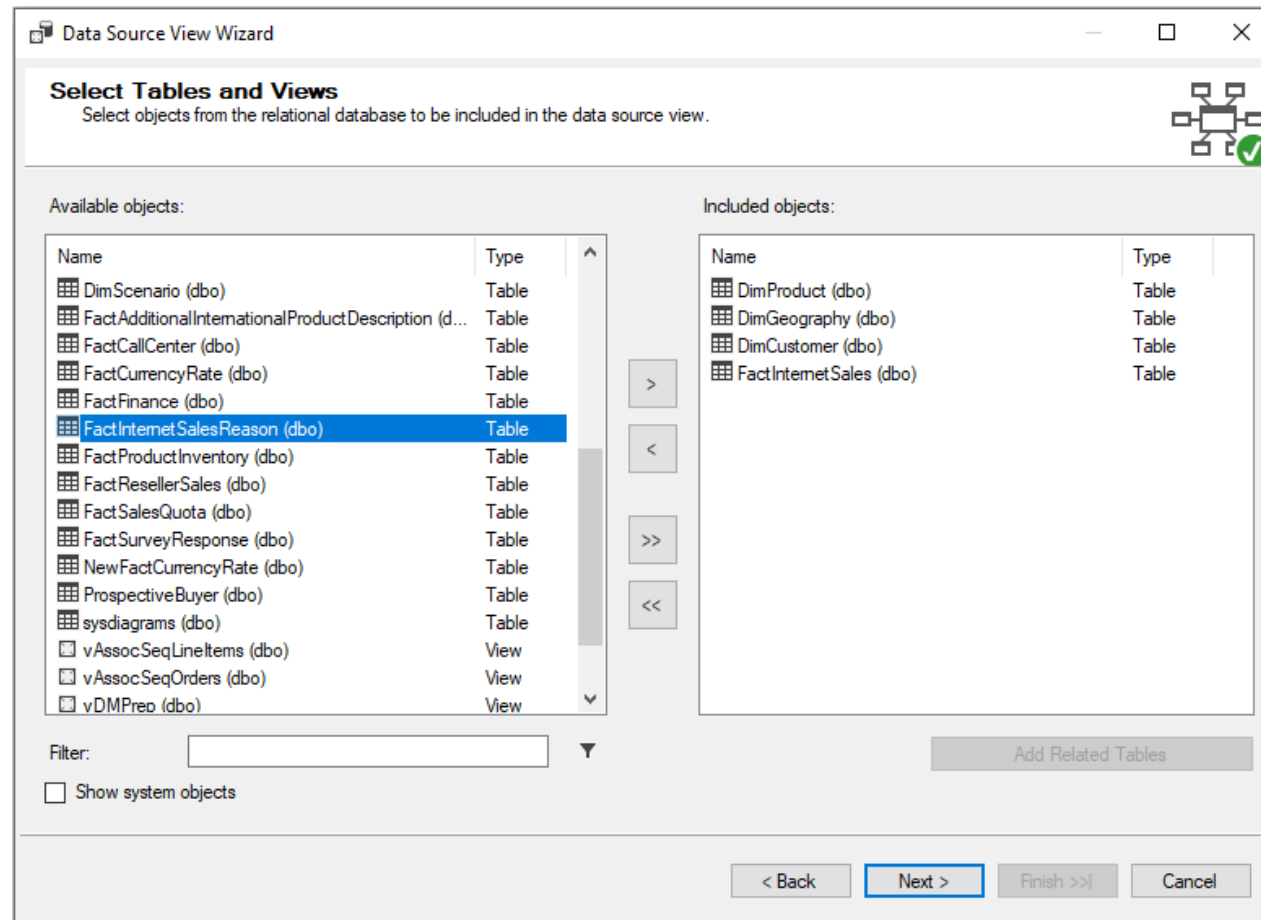 Data Source View Wizard
Select Tables and Views
Select objects from the relational database to be included in the data source view.
Available objects:
Name Type
DimScenario (dbo) Table
FactAdditionalInternationalProductDescription (d... Table
FactCallCenter (dbo) Table
FactCurrencyRate (dbo) Table
FactFinance (dbo) Table
FactInternetSalesReason (dbo) Table
FactProductInventory (dbo) Table
FactResellerSales (dbo) Table
FactSalesQuota (dbo) Table
FactSurveyResponse (dbo) Table
NewFactCurrencyRate (dbo) Table
ProspectiveBuyer (dbo) Table
sysdiagrams (dbo) Table
vAssocSeqLineItems (dbo) View
vAssocSeqOrders (dbo) View
vDMPrep (dbo) View
>
<
>>
<<
Included objects:
Name Type
DimProduct (dbo) Table
DimGeography (dbo) Table
DimCustomer (dbo) Table
FactInternetSales (dbo) Table
Filter:
Add Related Tables
Show system objects
< Back Next > Finish >>| Cancel